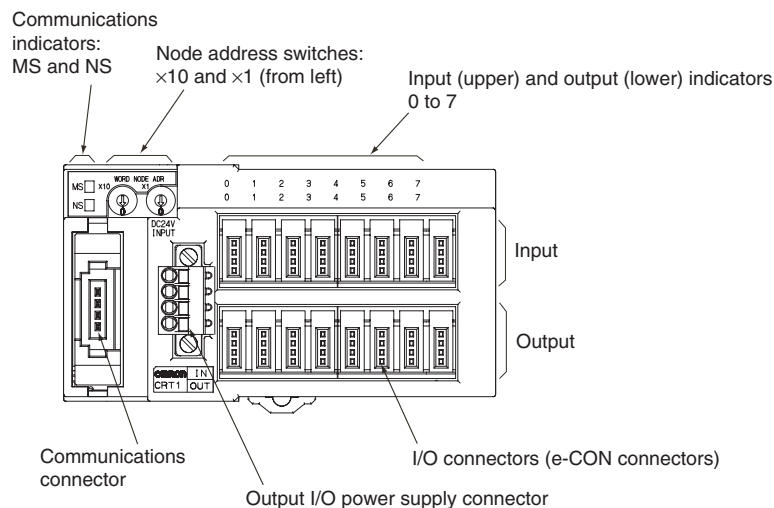 Communications
indicators:
MS and NS
Node address switches:
×10 and ×1 (from left)
Input (upper) and output (lower) indicators
0 to 7
WORD NODE ADR
MS x10 x1
NS
0 1 2 3 4 5 6 7
0 1 2 3 4 5 6 7
0 0
DC24V
INPUT
Input
Output
OMRON IN
CRT1 OUT
Communications
connector
I/O connectors (e-CON connectors)
Output I/O power supply connector